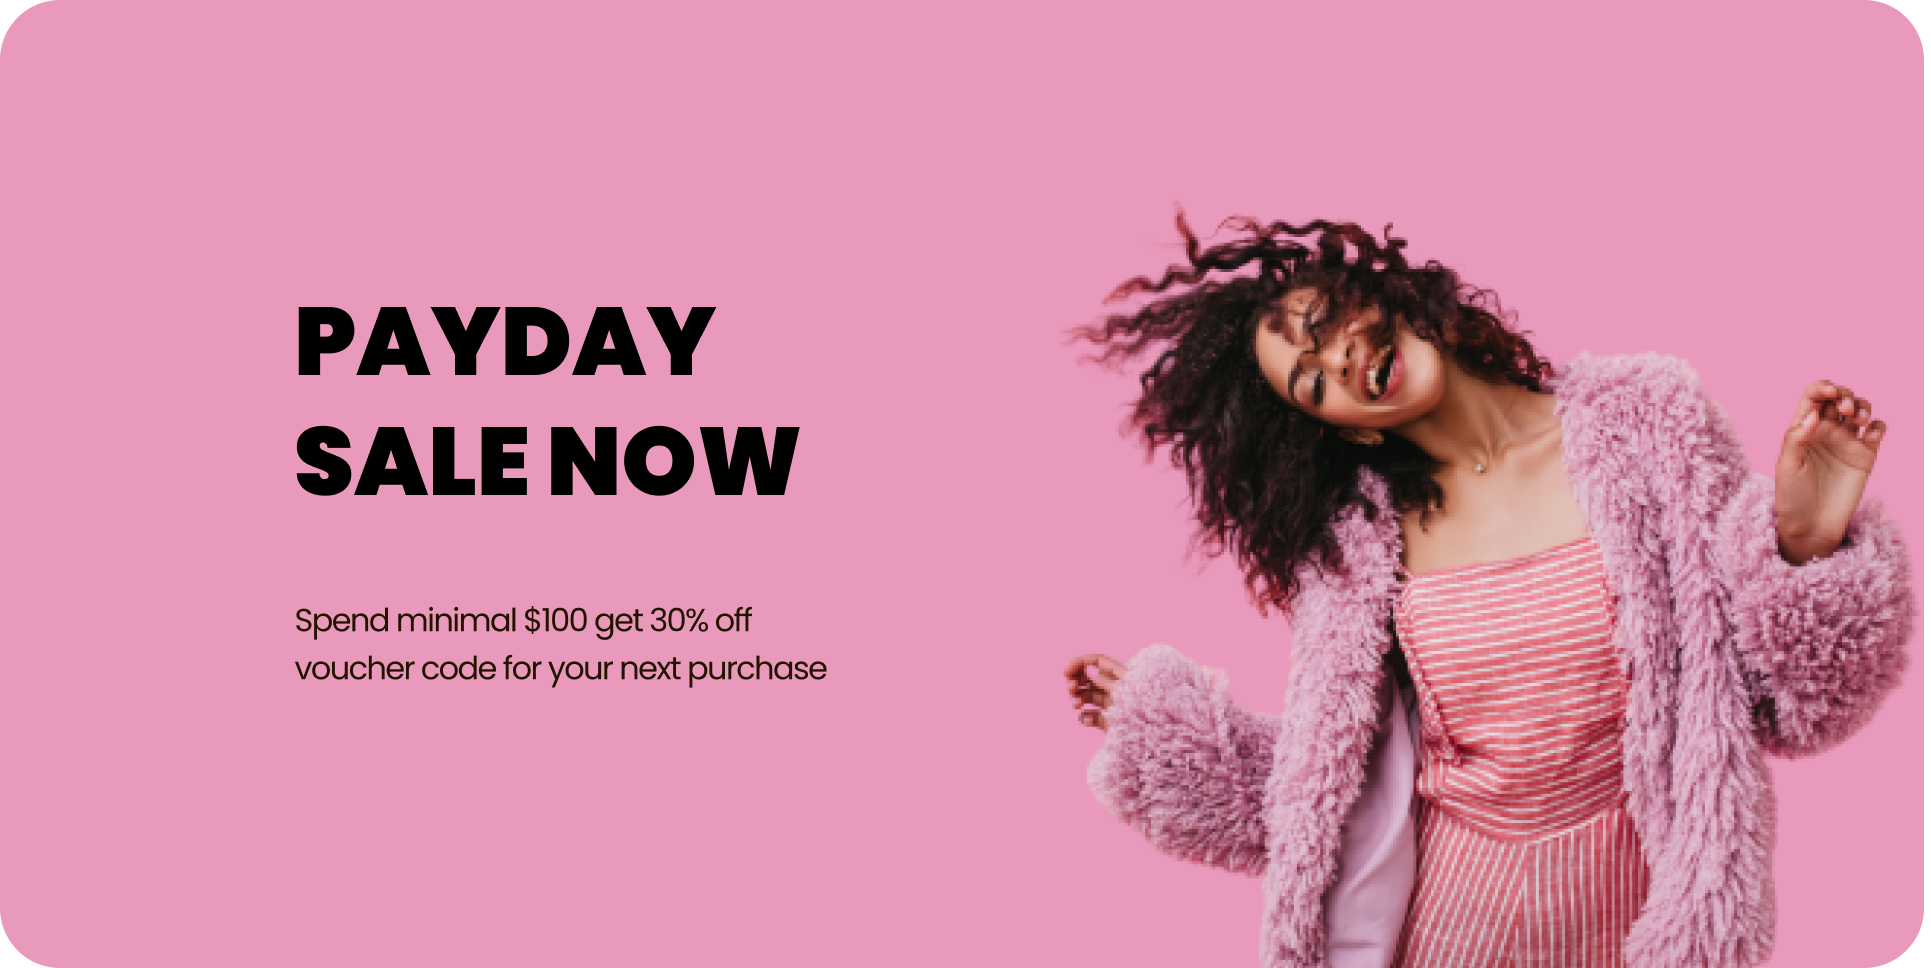 PAYDAY
SALE NOW
Spend minimal $100 get 30% off
voucher code for your next purchase